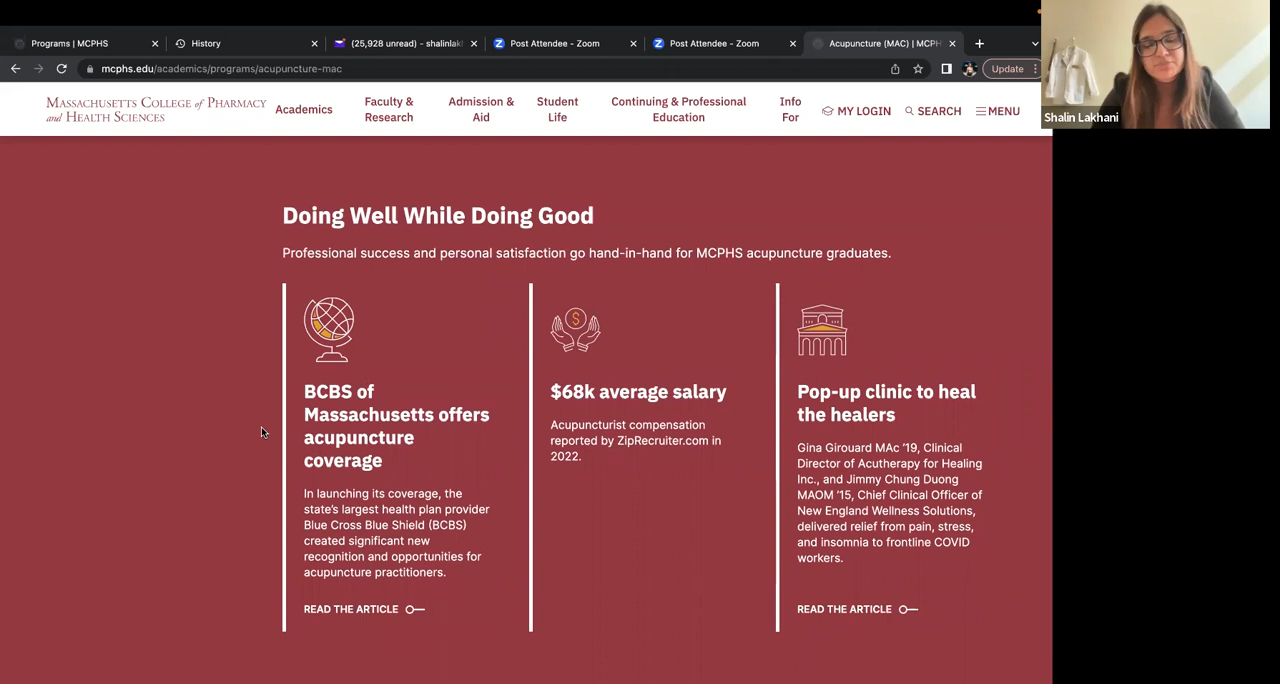 Programs | MCPHS
History
(25,928 unread) - shalinlak
Post Attendee - Zoom
Post Attendee - Zoom
Acupuncture (MAC) | MCPH
mcphs.edu/academics/programs/acupuncture-mac
Update
MASSACHUSETTS COLLEGE of PHARMACY
and HEALTH SCIENCES
Academics
Faculty &
Research
Admission &
Aid
Student
Life
Continuing & Professional
Education
Info
For
MY LOGIN
SEARCH
MENU
Shalin Lakhani
Doing Well While Doing Good
Professional success and personal satisfaction go hand-in-hand for MCPHS acupuncture graduates.
BCBS of
Massachusetts offers
acupuncture
coverage
In launching its coverage, the
state's largest health plan provider
Blue Cross Blue Shield (BCBS)
created significant new
recognition and opportunities for
acupuncture practitioners.
READ THE ARTICLE
$
$68k average salary
Acupuncturist compensation
reported by ZipRecruiter.com in
2022.
Pop-up clinic to heal
the healers
Gina Girouard MAc '19, Clinical
Director of Acutherapy for Healing
Inc., and Jimmy Chung Duong
MAOM '15, Chief Clinical Officer of
New England Wellness Solutions,
delivered relief from pain, stress,
and insomnia to frontline COVID
workers.
READ THE ARTICLE